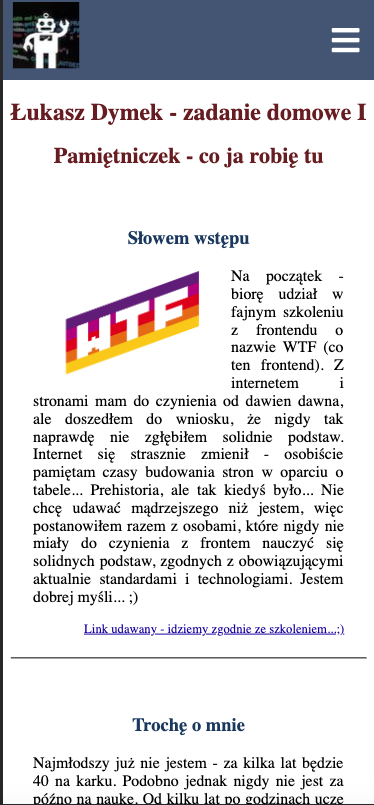 Łukasz Dymek - zadanie domowe I
Pamiętniczek - co ja robię tu
Słowem wstępu
WTF
Na początek -
biorę udział w
fajnym szkoleniu
z frontendu o
nazwie WTF (co
ten frontend). Z
internetem i
stronami mam do czynienia od dawien dawna,
ale doszedłem do wniosku, że nigdy tak
naprawdę nie zgłębiłem solidnie podstaw.
Internet się strasznie zmienił - osobiście
pamiętam czasy budowania stron w oparciu o
tabele... Prehistoria, ale tak kiedyś było... Nie
chcę udawać mądrzejszego niż jestem, więc
postanowiłem razem z osobami, które nigdy nie
miały do czynienia z frontem nauczyć się
solidnych podstaw, zgodnych z obowiązującymi
aktualnie standardami i technologiami. Jestem
dobrej myśli... ;)
Link udawany - idziemy zgodnie ze szkoleniem...;)
Trochę o mnie
Najmłodszy już nie jestem - za kilka lat będzie
40 na karku. Podobno jednak nigdy nie jest za
późno na naukę. Od kilku lat po godzinach uczę